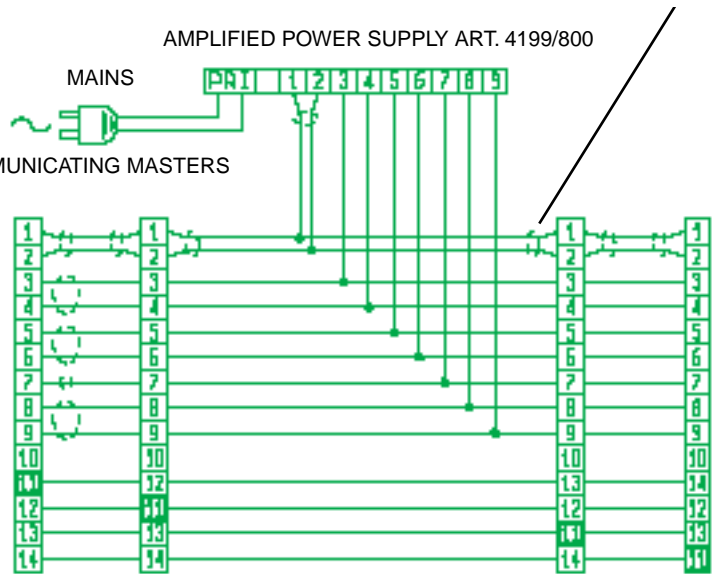 AMPLIFIED POWER SUPPLY ART. 4199/800
MAINS
PRI 1 2 3 4 5 6 7 8 9
MUNICATING MASTERS
1 1 1 1
2 2 2 2
3 3 3 3
4 4 4 4
5 5 5 5
6 6 6 6
7 7 7 7
8 8 8 8
9 9 9 9
10 10 10 10
11 12 13 14
12 11 12 12
13 13 11 13
14 14 14 11